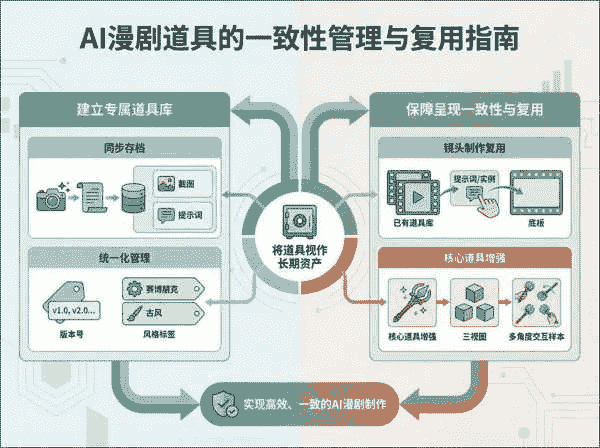 AI漫剧道具的一致性管理与复用指南
建立专属道具库
同步存档
截图
提示词
统一化管理
v1.0, v2.0...
版本号
赛博朋克
古风
风格标签
将道具视作
长期资产
保障呈现一致性与复用
镜头制作复用
已有道具库
提示词/实例
底板
核心道具增强
核心道具增强
三视图
多角度交互样本
实现高效、一致的AI漫剧制作